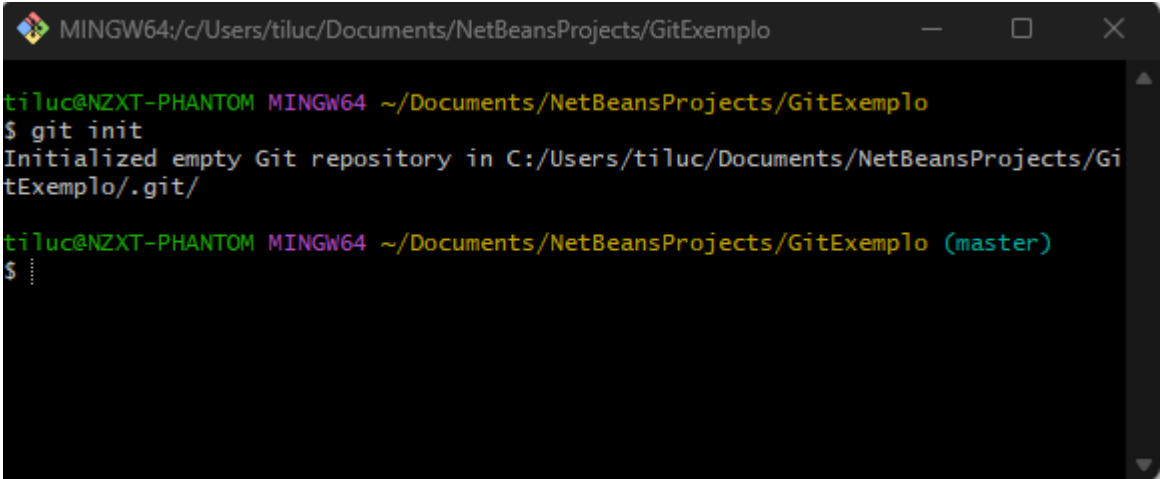 MINGW64:/c/Users/tiluc/Documents/NetBeansProjects/GitExemplo
tiluc@NZXT-PHANTOM MINGW64 ~/Documents/NetBeansProjects/GitExemplo
$ git init
Initialized empty Git repository in C:/Users/tiluc/Documents/NetBeansProjects/Gi
tExemplo/.git/
tiluc@NZXT-PHANTOM MINGW64 ~/Documents/NetBeansProjects/GitExemplo (master)
$